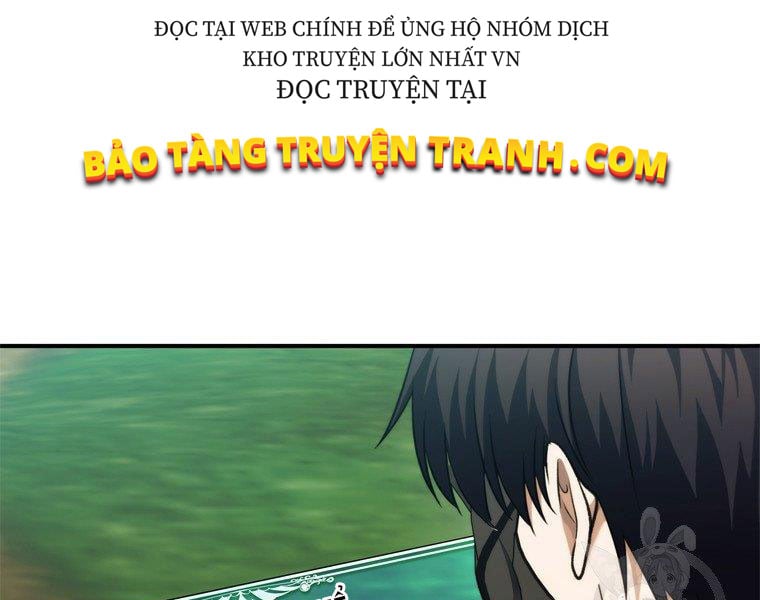 ĐỌC TẠI WEB CHÍNH ĐỂ ỦNG HỘ NHÓM DỊCH
KHO TRUYỆN LỚN NHẤT VN
ĐỌC TRUYỆN TẠI
BẢO TÀNG TRUYỆN TRANH.COM